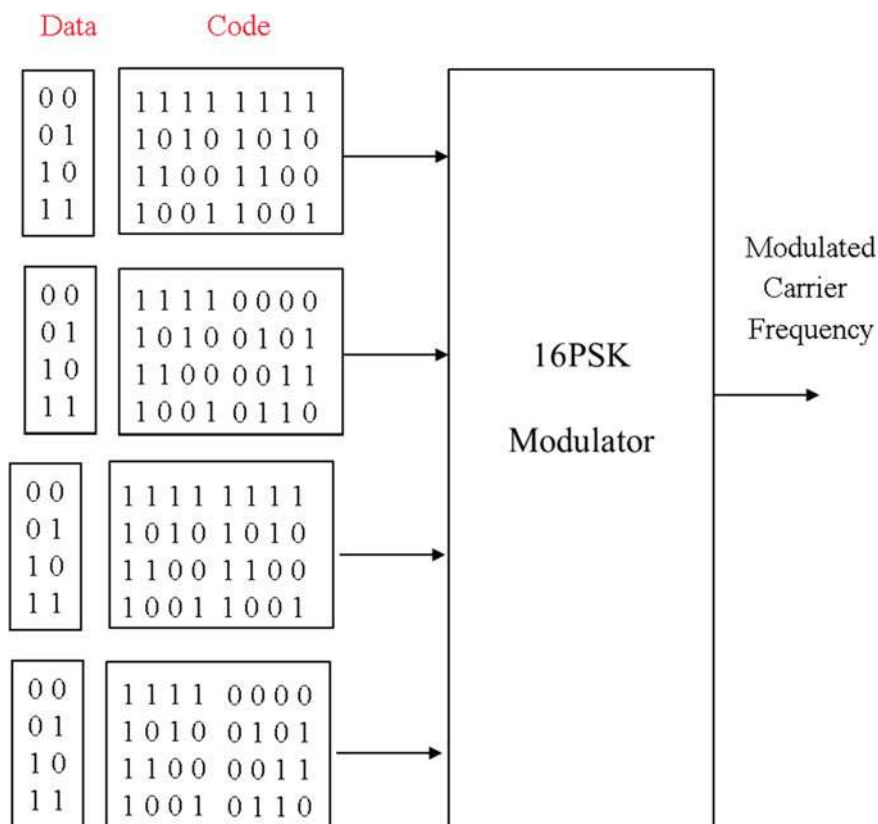 Data Code
0 0
0 1
1 0
1 1
1 1 1 1 1 1 1 1
1 0 1 0 1 0 1 0
1 1 0 0 1 1 0 0
1 0 0 1 1 0 0 1
0 0
0 1
1 0
1 1
1 1 1 1 0 0 0 0
1 0 1 0 0 1 0 1
1 1 0 0 0 0 1 1
1 0 0 1 0 1 1 0
0 0
0 1
1 0
1 1
1 1 1 1 1 1 1 1
1 0 1 0 1 0 1 0
1 1 0 0 1 1 0 0
1 0 0 1 1 0 0 1
0 0
0 1
1 0
1 1
1 1 1 1 0 0 0 0
1 0 1 0 0 1 0 1
1 1 0 0 0 0 1 1
1 0 0 1 0 1 1 0
16PSK
Modulator
Modulated
Carrier
Frequency